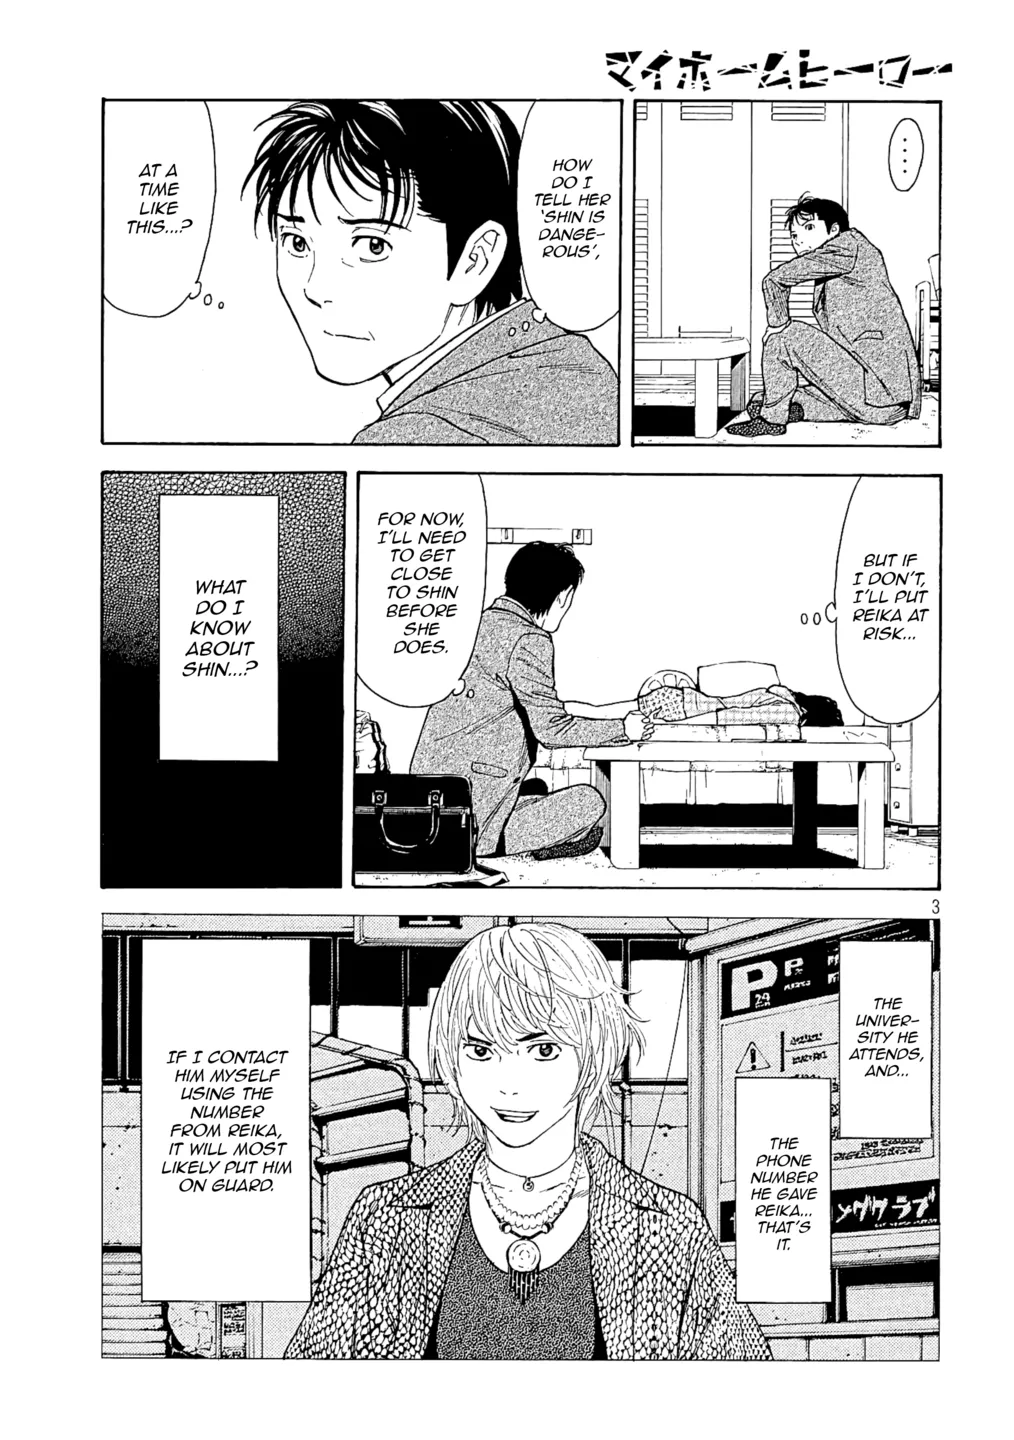 マイホームヒーロー
....
HOW
DO I
TELL HER
'SHIN IS
DANGE-
ROUS',
AT A
TIME
LIKE
THIS...?
BUT IF
I DON'T,
I'LL PUT
REIKA AT
RISK...
FOR NOW,
I'LL NEED
TO GET
CLOSE
TO SHIN
BEFORE
SHE
DOES.
WHAT
DO I
KNOW
ABOUT
SHIN...?
3
THE
UNIVER-
SITY HE
ATTENDS,
AND...
THE
PHONE
NUMBER
HE GAVE
REIKA...
THAT'S
IT.
IF I CONTACT
HIM MYSELF
USING THE
NUMBER
FROM REIKA,
IT WILL MOST
LIKELY PUT HIM
ON GUARD.
P
24